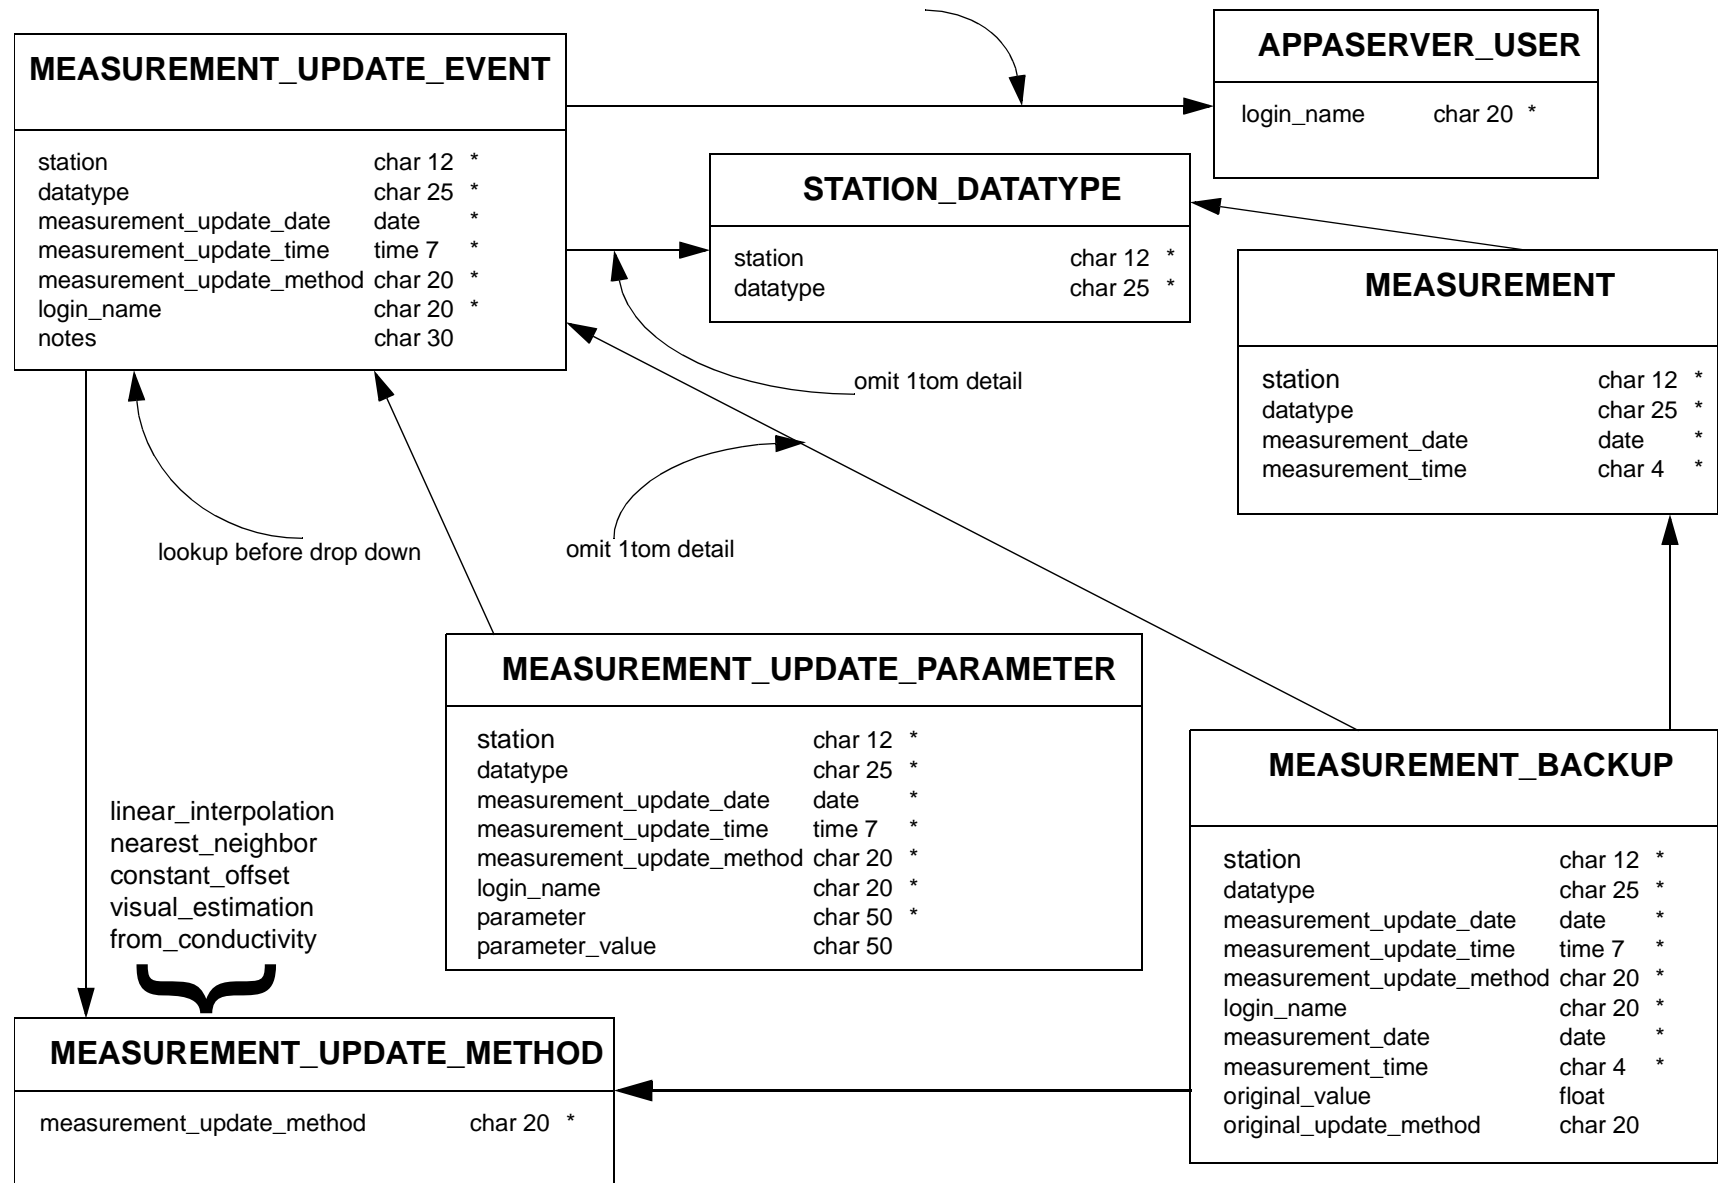 MEASUREMENT_UPDATE_EVENT
station char 12 *
datatype char 25 *
measurement_update_date date *
measurement_update_time time 7 *
measurement_update_method char 20 *
login_name char 20 *
notes char 30
APPASERVER_USER
login_name char 20 *
STATION_DATATYPE
station char 12 *
datatype char 25 *
MEASUREMENT
station char 12 *
datatype char 25 *
measurement_date date *
measurement_time char 4 *
omit 1tom detail
lookup before drop down
omit 1tom detail
MEASUREMENT_UPDATE_PARAMETER
station char 12 *
datatype char 25 *
measurement_update_date date *
measurement_update_time time 7 *
measurement_update_method char 20 *
login_name char 20 *
parameter char 50 *
parameter_value char 50
MEASUREMENT_BACKUP
station char 12 *
datatype char 25 *
measurement_update_date date *
measurement_update_time time 7 *
measurement_update_method char 20 *
login_name char 20 *
measurement_date date *
measurement_time char 4 *
original_value float
original_update_method char 20
linear_interpolation
nearest_neighbor
constant_offset
visual_estimation
from_conductivity
MEASUREMENT_UPDATE_METHOD
measurement_update_method char 20 *